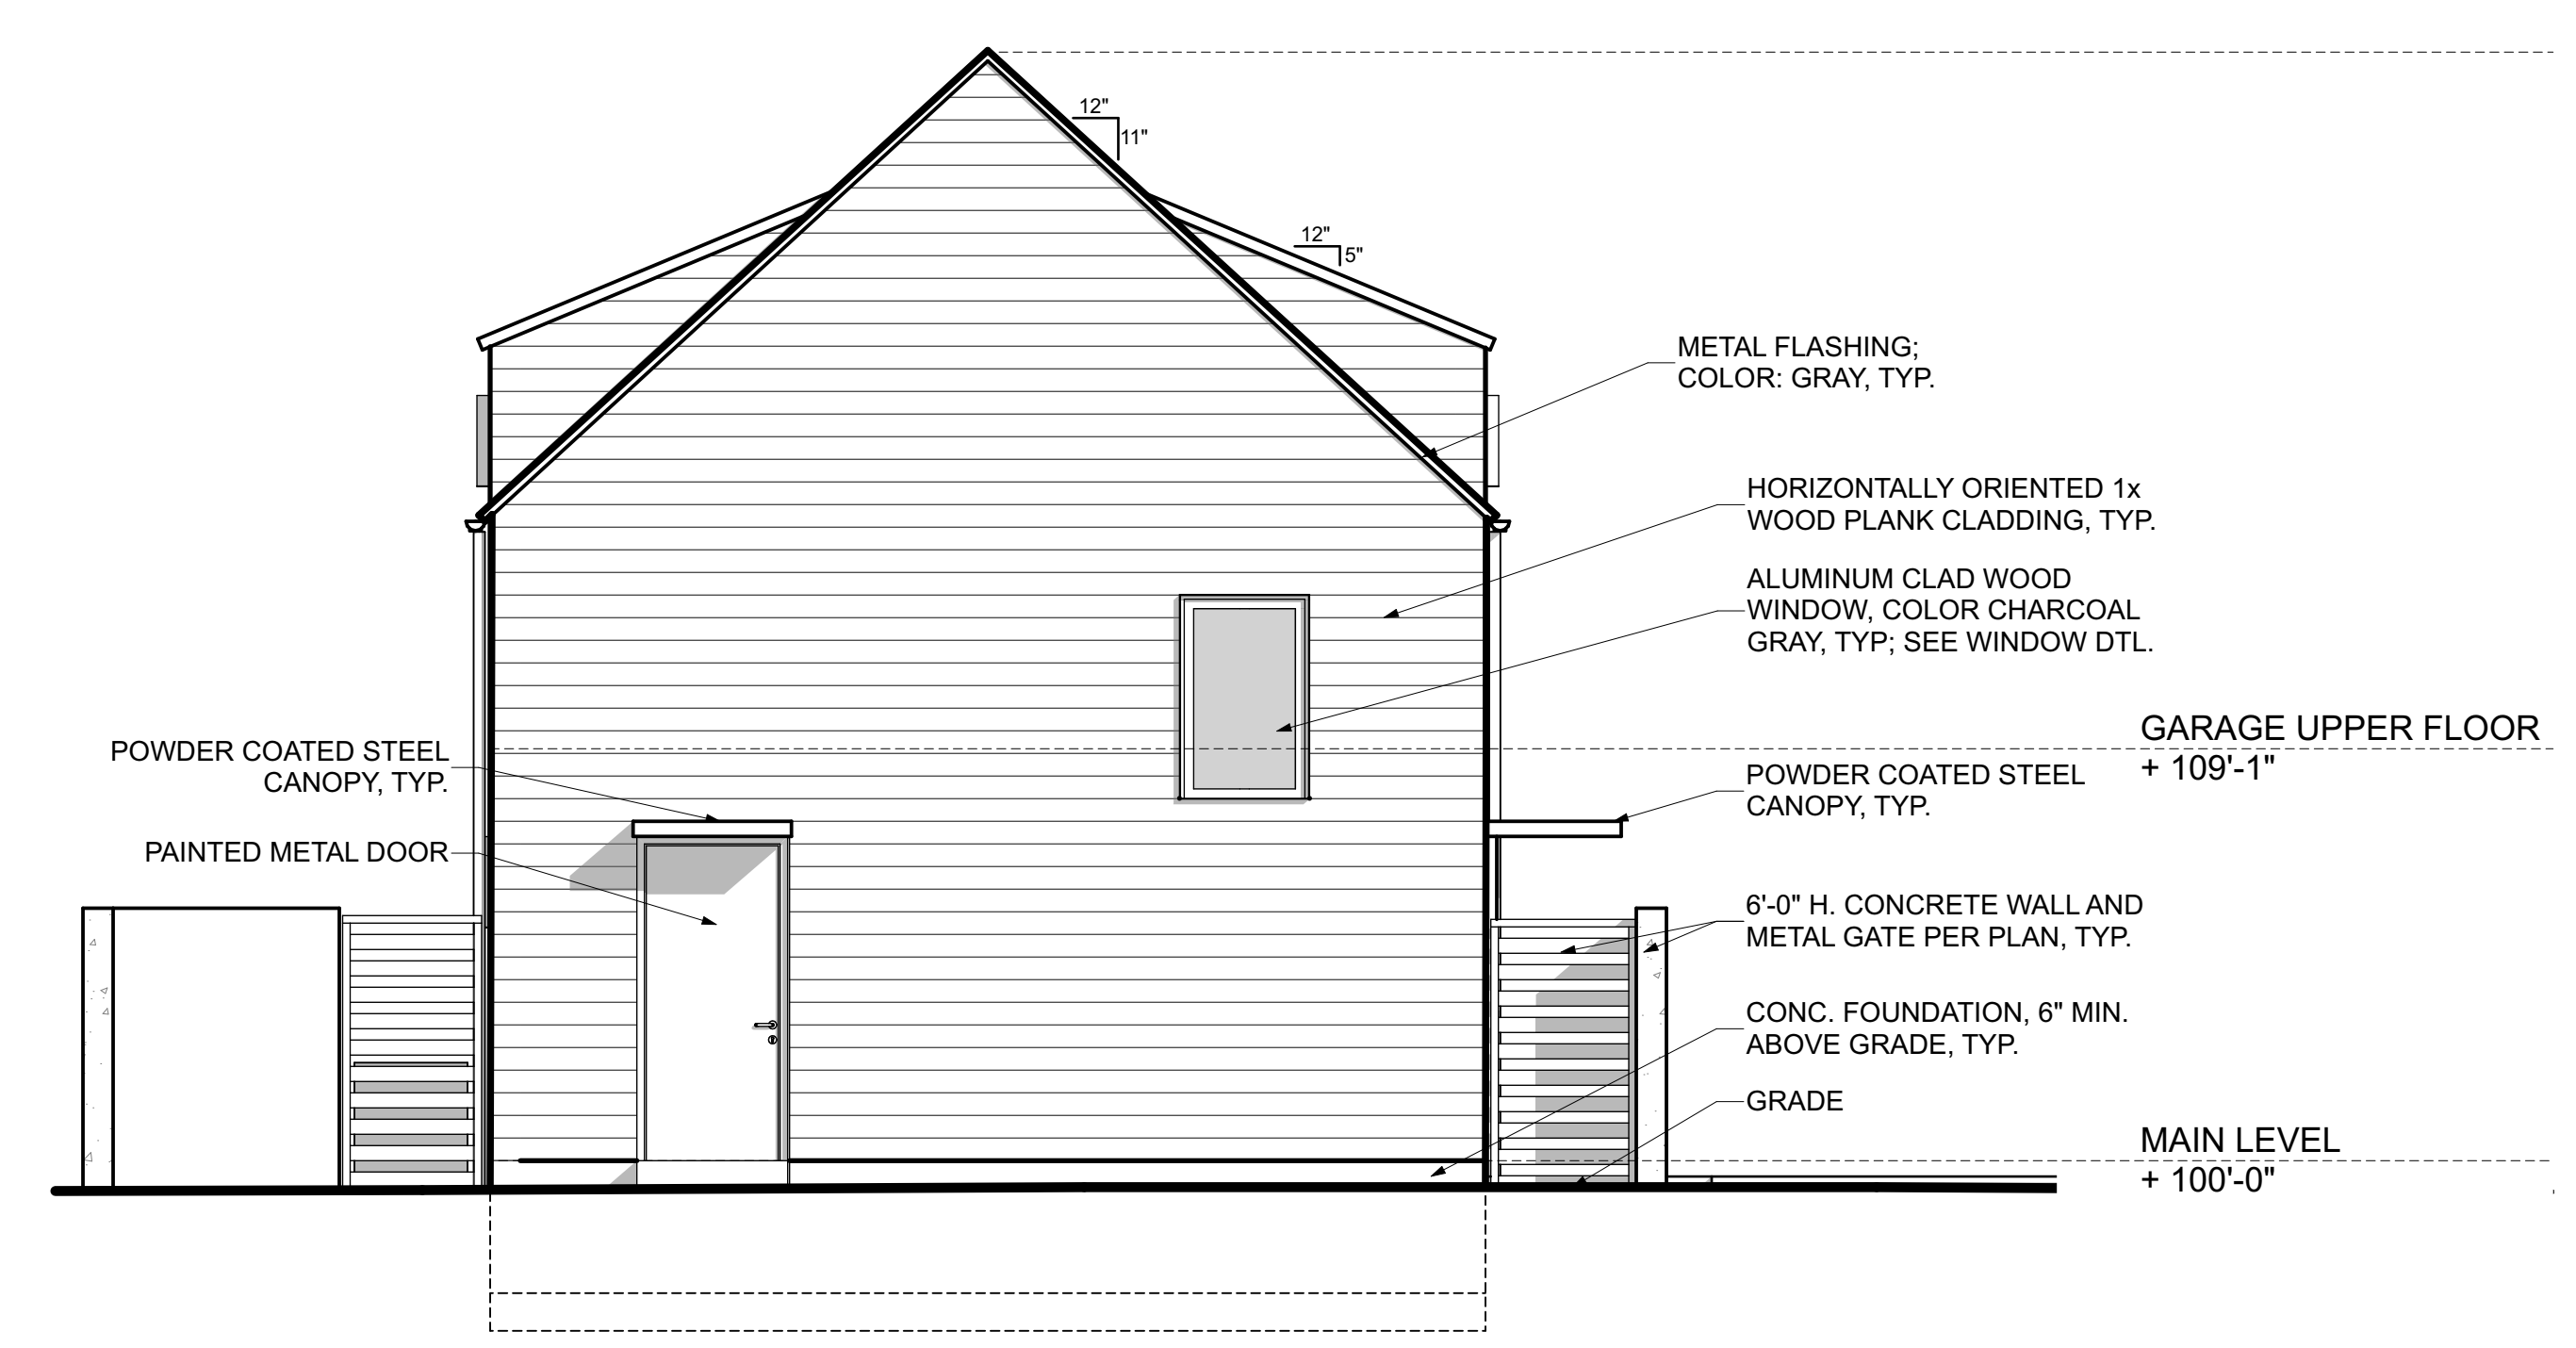 12"
11"
12"
5"
METAL FLASHING;
COLOR: GRAY, TYP.
HORIZONTALLY ORIENTED 1x
WOOD PLANK CLADDING, TYP.
ALUMINUM CLAD WOOD
WINDOW, COLOR CHARCOAL
GRAY, TYP; SEE WINDOW DTL.
GARAGE UPPER FLOOR
+ 109'-1"
POWDER COATED STEEL
CANOPY, TYP.
PAINTED METAL DOOR
POWDER COATED STEEL
CANOPY, TYP.
6'-0" H. CONCRETE WALL AND
METAL GATE PER PLAN, TYP.
CONC. FOUNDATION, 6" MIN.
ABOVE GRADE, TYP.
GRADE
MAIN LEVEL
+ 100'-0"